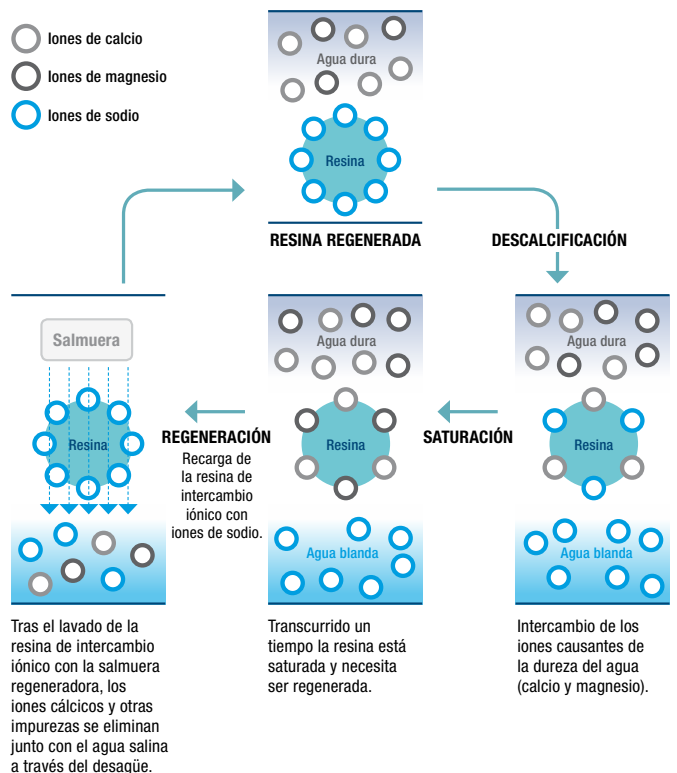 Iones de calcio
Iones de magnesio
Iones de sodio
Agua dura
Resina
RESINA REGENERADA
DESCALCIFICACIÓN
Agua dura
Resina
Agua blanda
Intercambio de los
iones causantes de
la dureza del agua
(calcio y magnesio).
SATURACIÓN
Agua dura
Resina
Agua blanda
Transcurrido un
tiempo la resina está
saturada y necesita
ser regenerada.
REGENERACIÓN
Recarga de
la resina de
intercambio
iónico con
iones de sodio.
Salmuera
Resina
Tras el lavado de la
resina de intercambio
iónico con la salmuera
regeneradora, los
iones cálcicos y otras
impurezas se eliminan
junto con el agua salina
a través del desagüe.